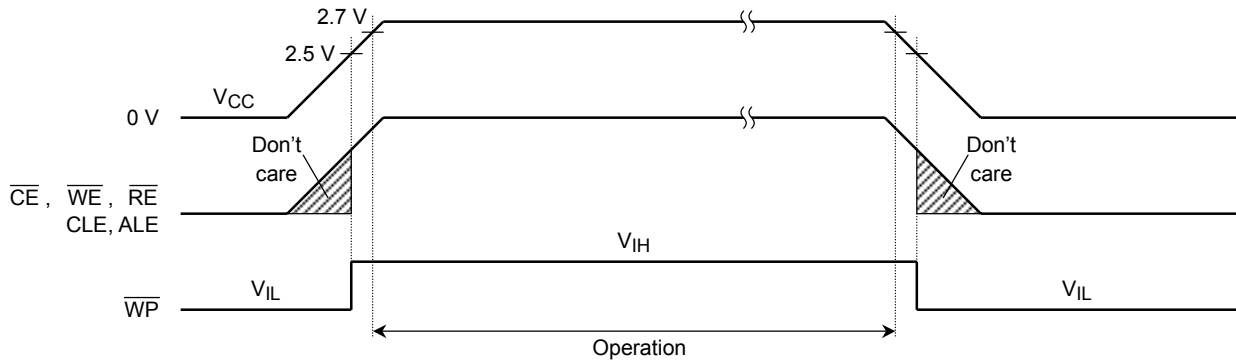 2.7 V
2.5 V
VCC
0 V
Don't
care
Don't
care
CE , WE , RE
CLE, ALE
VIH
VIL
WP
VIL
Operation